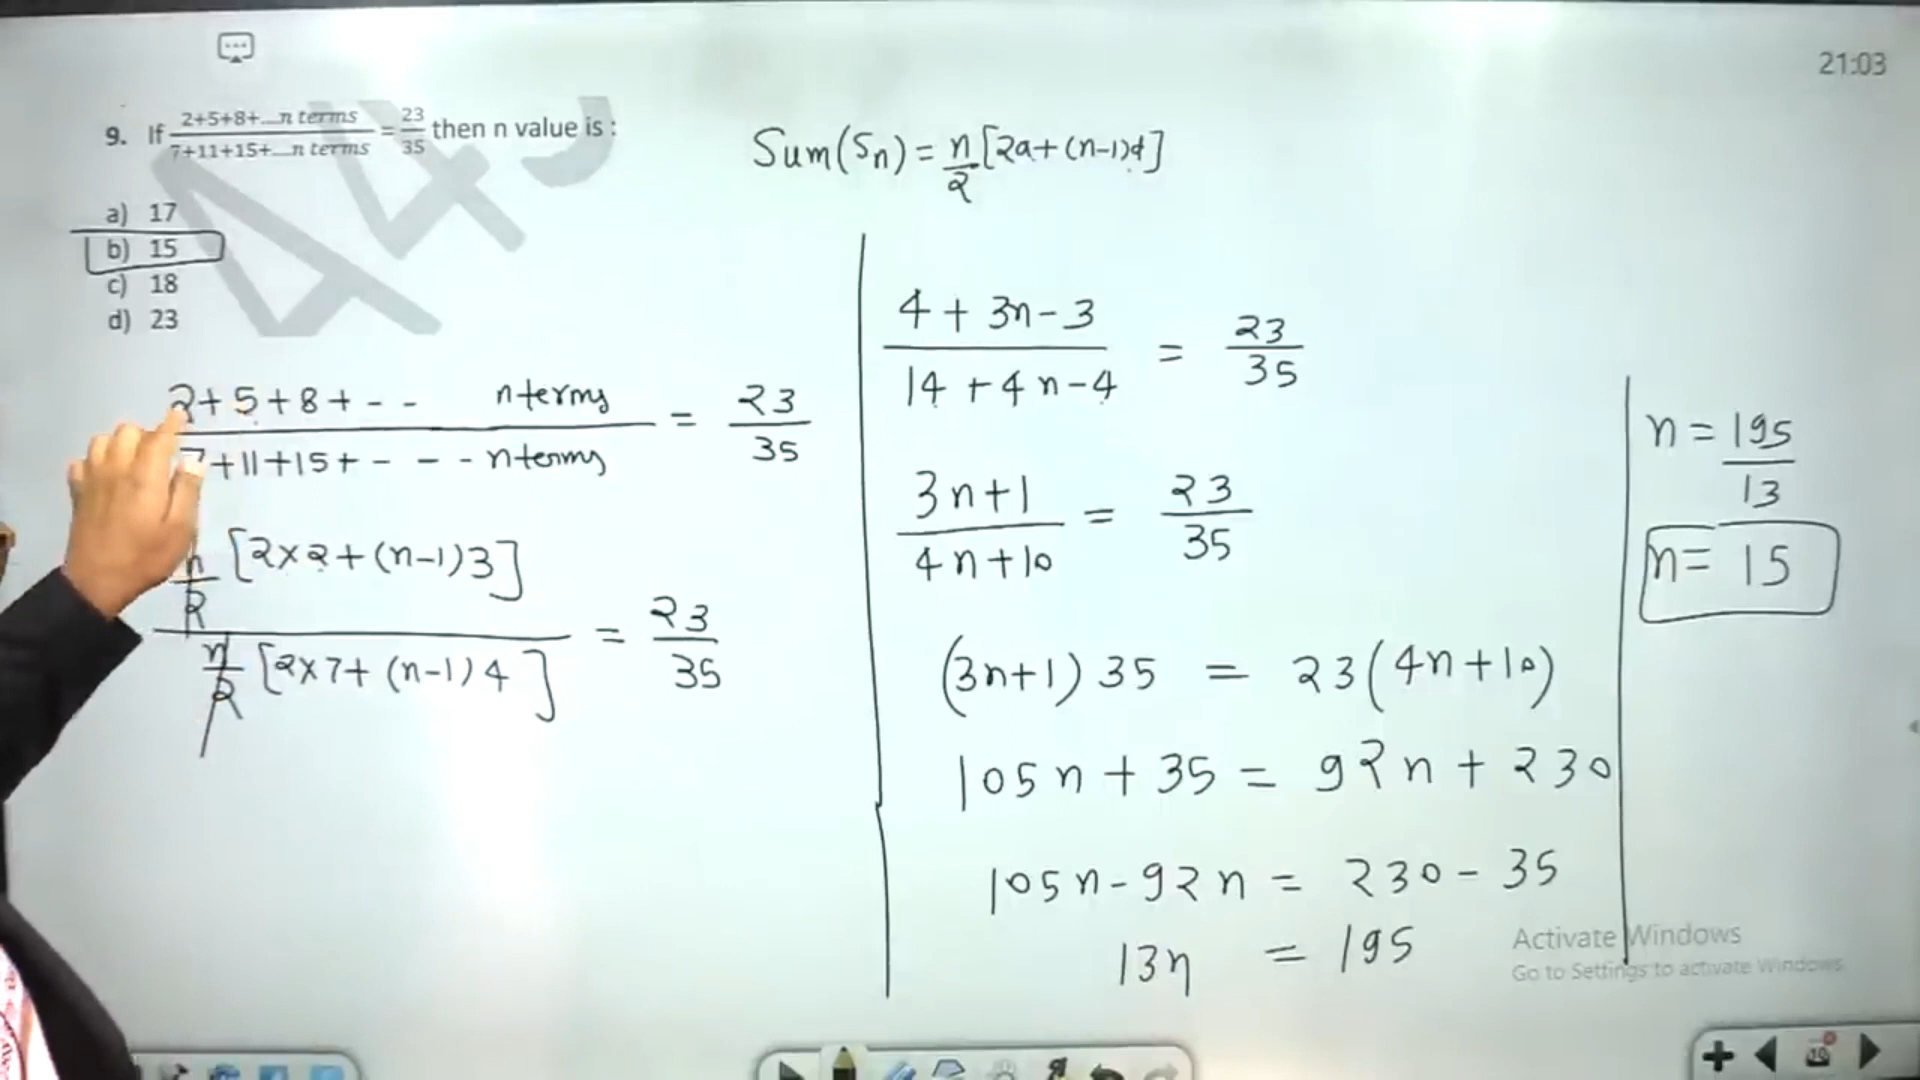 21:03
9. If 2+5+8+....n terms / 7+11+15+....n terms = 23/35 then n value is :
a) 17
b) 15
c) 18
d) 23
Sum(Sn) = n/2 [2a+(n-1)d]
2+5+8+-- n terms / 7+11+15+--- n terms = 23/35
n/2 [2×2+(n-1)3] / n/2 [2×7+(n-1)4] = 23/35
4+3n-3 / 14+4n-4 = 23/35
3n+1 / 4n+10 = 23/35
(3n+1)35 = 23(4n+10)
105n+35 = 92n+230
105n-92n = 230-35
13n = 195
n = 195/13
n = 15
Activate Windows
Go to Settings to activate Windows